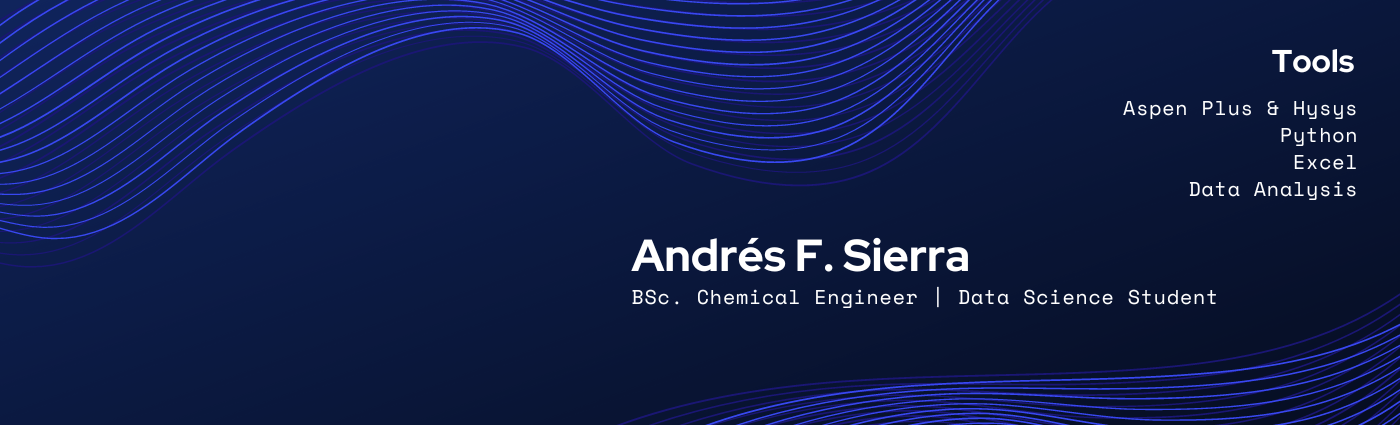 Tools
Aspen Plus & Hysys
Python
Excel
Data Analysis
Andrés F. Sierra
BSc. Chemical Engineer | Data Science Student